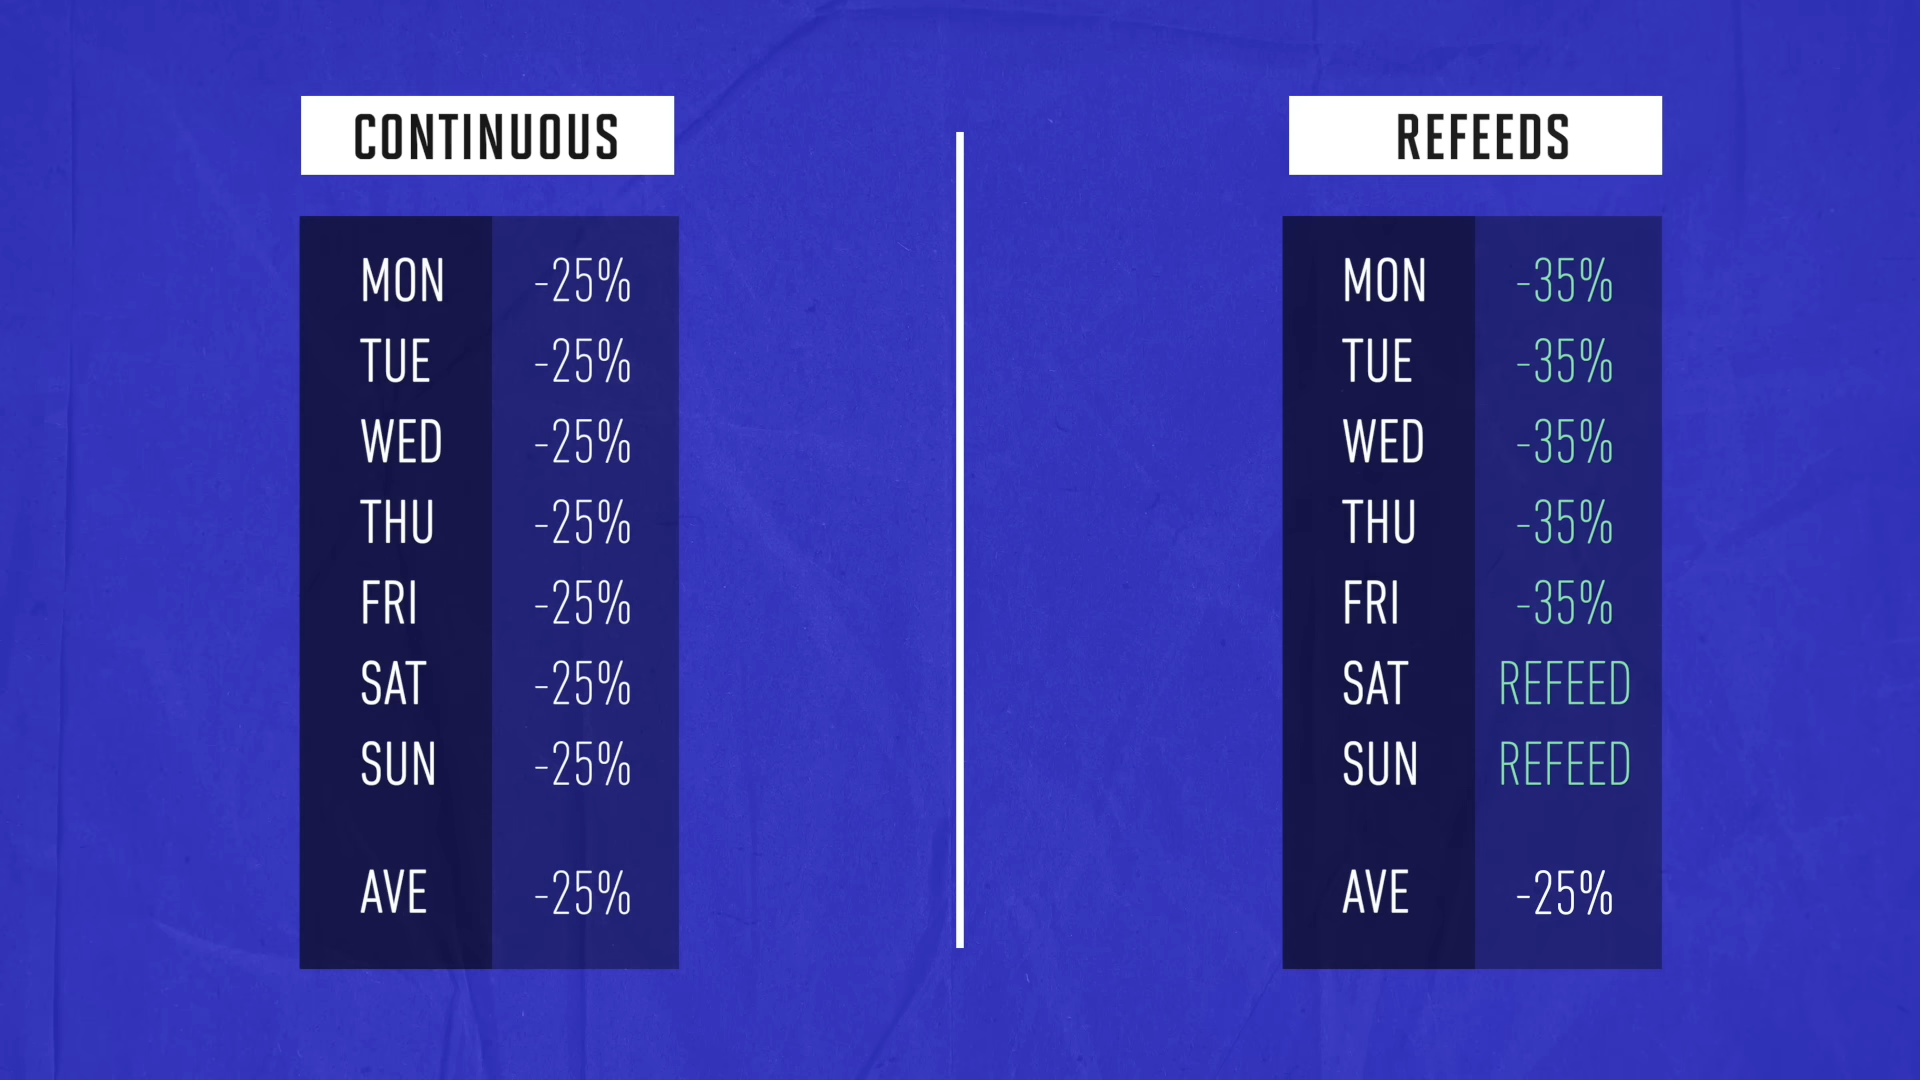 CONTINUOUS
MON -25%
TUE -25%
WED -25%
THU -25%
FRI -25%
SAT -25%
SUN -25%
AVE -25%
REFEEDS
MON -35%
TUE -35%
WED -35%
THU -35%
FRI -35%
SAT REFEED
SUN REFEED
AVE -25%